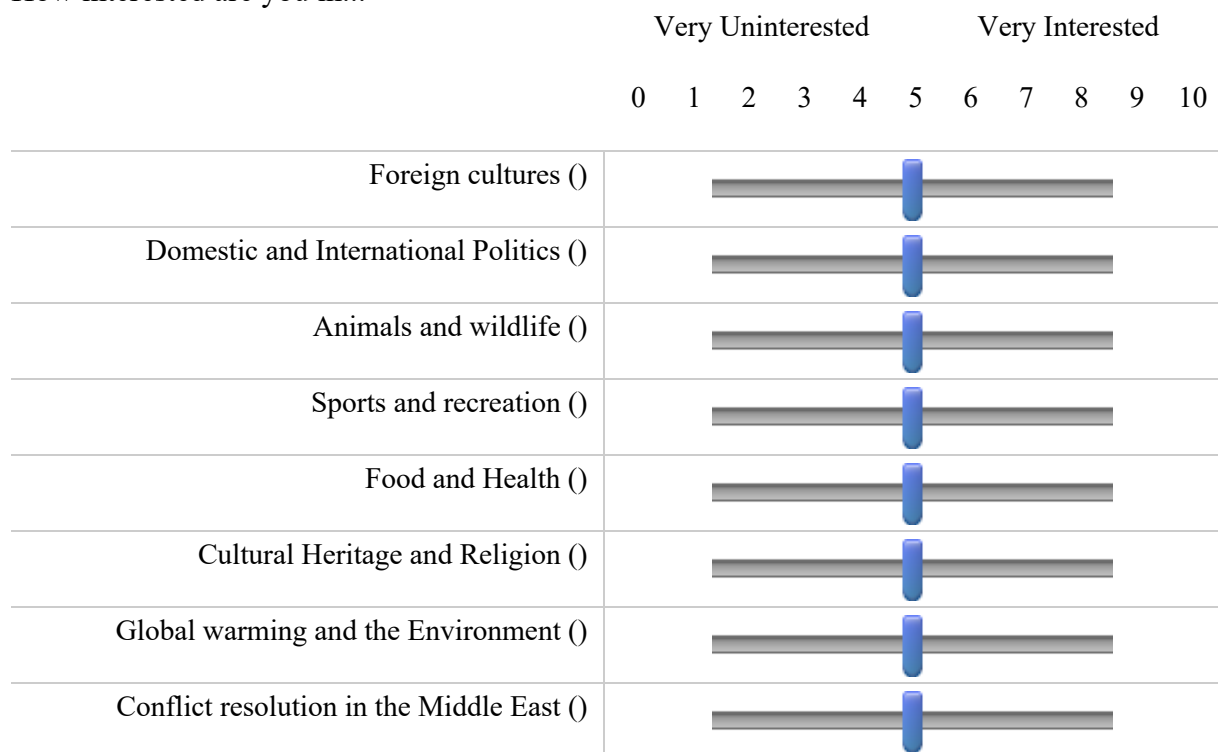 Very Uninterested Very Interested
0 1 2 3 4 5 6 7 8 9 10
Foreign cultures ()
Domestic and International Politics ()
Animals and wildlife ()
Sports and recreation ()
Food and Health ()
Cultural Heritage and Religion ()
Global warming and the Environment ()
Conflict resolution in the Middle East ()